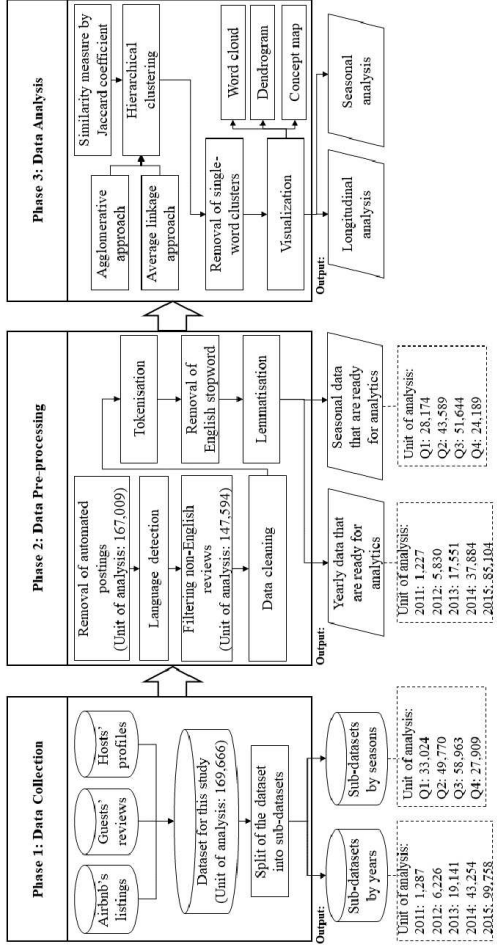 Phase 1: Data Collection
Airbnb's
listings
Guests'
reviews
Hosts'
profiles
Dataset for this study
(Unit of analysis: 169,666)
Split of the dataset
into sub-datasets
Output:
Sub-datasets
by years
Sub-datasets
by seasons
Unit of analysis:
2011: 1,287
2012: 6,226
2013: 19,141
2014: 43,254
2015: 99,758
Unit of analysis:
Q1: 33,024
Q2: 49,770
Q3: 58,963
Q4: 27,909
Phase 2: Data Pre-processing
Removal of automated
postings
(Unit of analysis: 167,009)
Language detection
Filtering non-English
reviews
(Unit of analysis: 147,594)
Data cleaning
Tokenisation
Removal of
English stopword
Lemmatisation
Output:
Yearly data that
are ready for
analytics
Seasonal data
that are ready
for analytics
Unit of analysis:
2011: 1,227
2012: 5,830
2013: 17,551
2014: 37,884
2015: 85,104
Unit of analysis:
Q1: 28,174
Q2: 43,589
Q3: 51,644
Q4: 24,189
Phase 3: Data Analysis
Agglomerative
approach
Average linkage
approach
Similarity measure by
Jaccard coefficient
Hierarchical
clustering
Removal of single-
word clusters
Visualization
Word cloud
Dendrogram
Concept map
Output:
Longitudinal
analysis
Seasonal
analysis